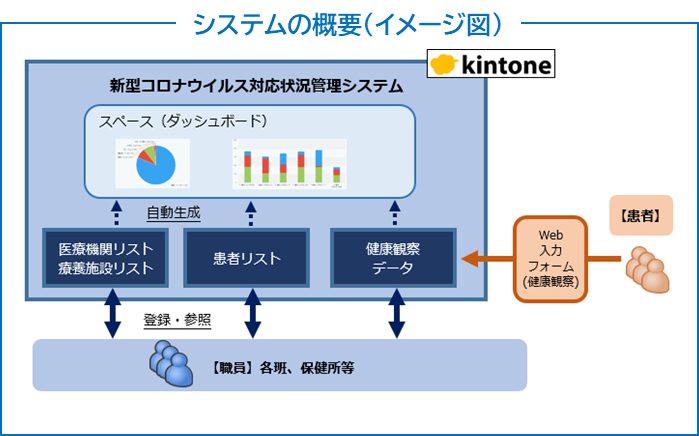 システムの概要(イメージ図)
kintone
新型コロナウイルス対応状況管理システム
スペース（ダッシュボード）
自動生成
医療機関リスト
療養施設リスト
患者リスト
健康観察
データ
Web
入力
フォーム
(健康観察)
【患者】
登録・参照
【職員】各班、保健所等